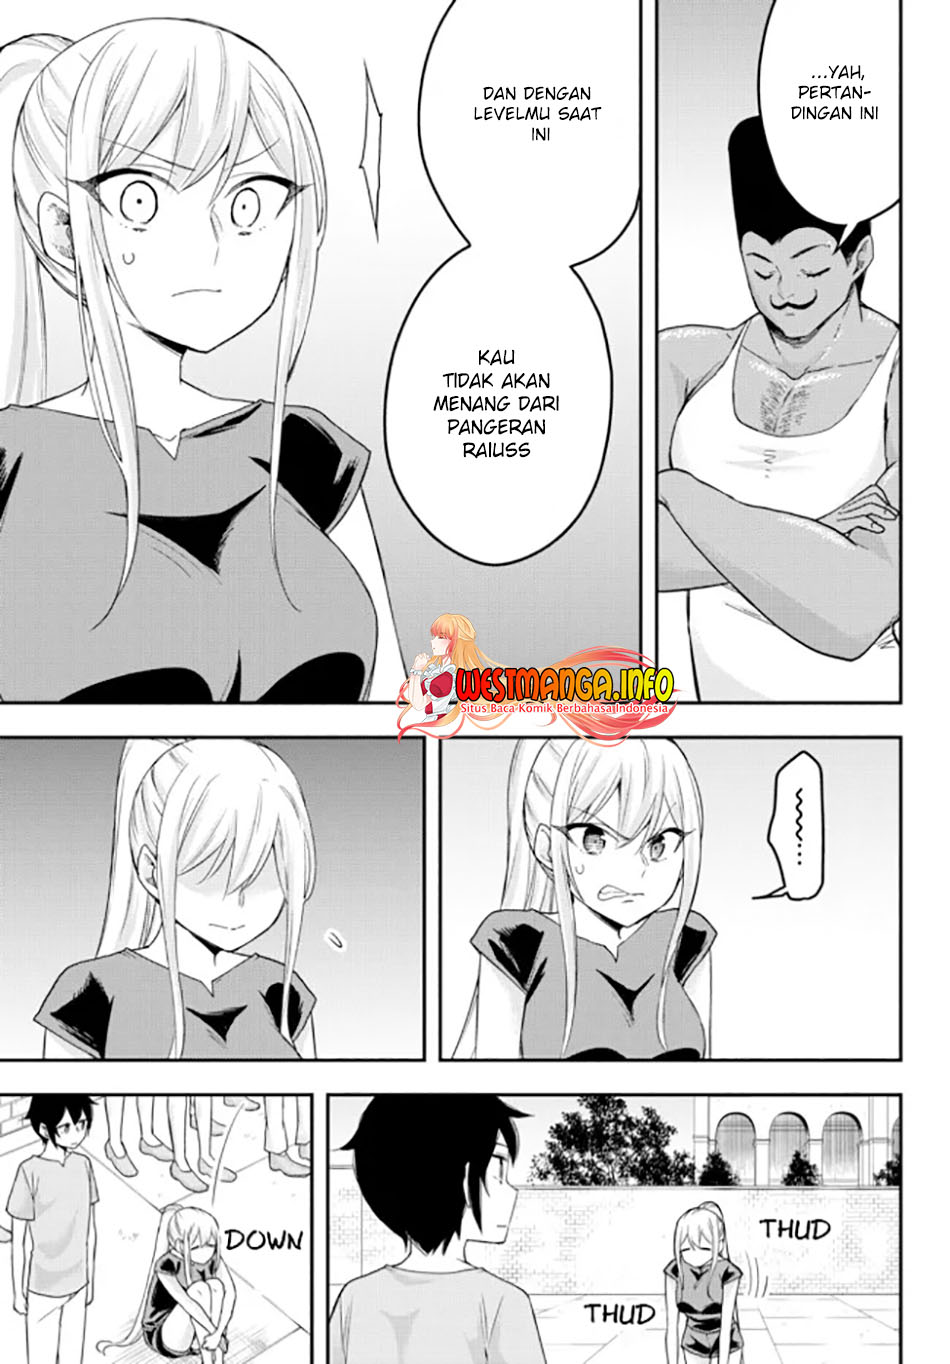 ...YAH,
PERTAN-
DINGAN INI
DAN DENGAN
LEVELMU SAAT
INI
KAU
TIDAK AKAN
MENANG DARI
PANGERAN
RAIUSS
WESTMANGA.INFO
Situs Baca Komik Berbahasa Indonesia
THUD
THUD
DOWN